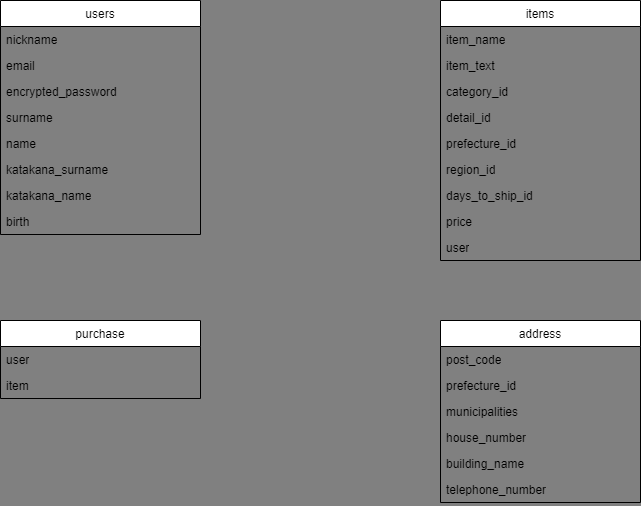 users
nickname
email
encrypted_password
surname
name
katakana_surname
katakana_name
birth
items
item_name
item_text
category_id
detail_id
prefecture_id
region_id
days_to_ship_id
price
user
purchase
user
item
address
post_code
prefecture_id
municipalities
house_number
building_name
telephone_number